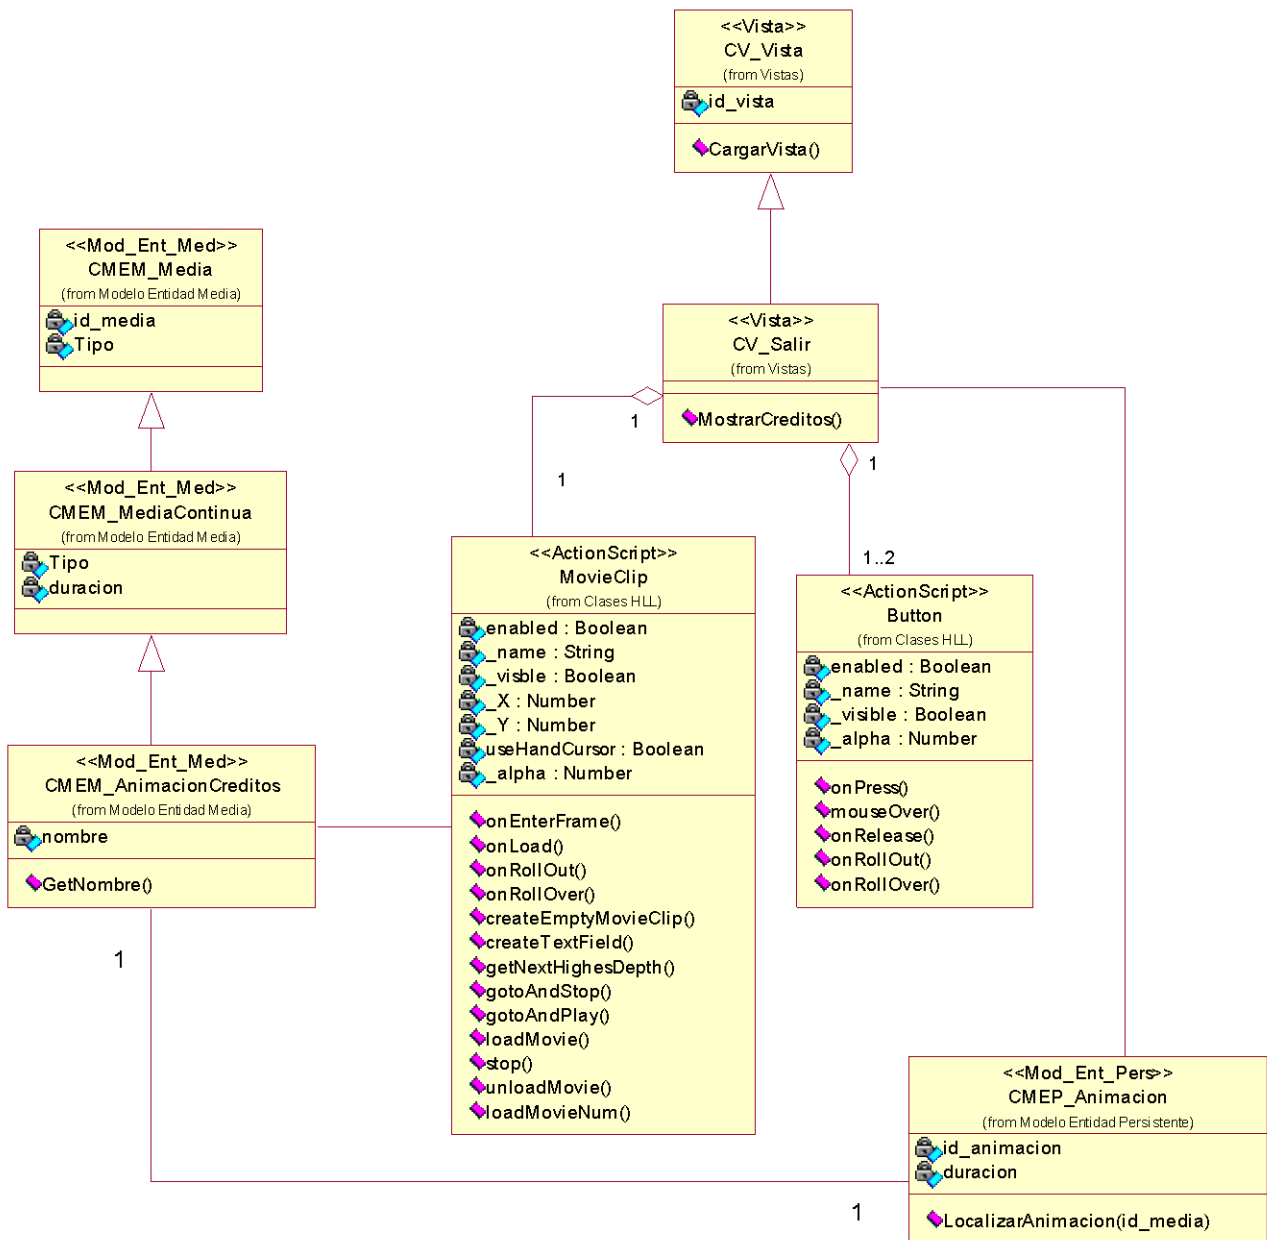 <<Vista>>
CV_Vista
(from Vistas)
id_vista
CargarVista()
<<Mod_Ent_Med>>
CMEM_Media
(from Modelo Entidad Media)
id_media
Tipo
<<Vista>>
CV_Salir
(from Vistas)
MostrarCreditos()
1
1
1
1..2
<<Mod_Ent_Med>>
CMEM_MediaContinua
(from Modelo Entidad Media)
Tipo
duracion
<<ActionScript>>
MovieClip
(from Clases HLL)
enabled : Boolean
_name : String
_visble : Boolean
_X : Number
_Y : Number
useHandCursor : Boolean
_alpha : Number
onEnterFrame()
onLoad()
onRollOut()
onRollOver()
createEmptyMovieClip()
createTextField()
getNextHighesDepth()
gotoAndStop()
gotoAndPlay()
loadMovie()
stop()
unloadMovie()
loadMovieNum()
<<ActionScript>>
Button
(from Clases HLL)
enabled : Boolean
_name : String
_visible : Boolean
_alpha : Number
onPress()
mouseOver()
onRelease()
onRollOut()
onRollOver()
<<Mod_Ent_Med>>
CMEM_AnimacionCreditos
(from Modelo Entidad Media)
nombre
GetNombre()
1
1
<<Mod_Ent_Pers>>
CMEP_Animacion
(from Modelo Entidad Persistente)
id_animacion
duracion
LocalizarAnimacion(id_media)